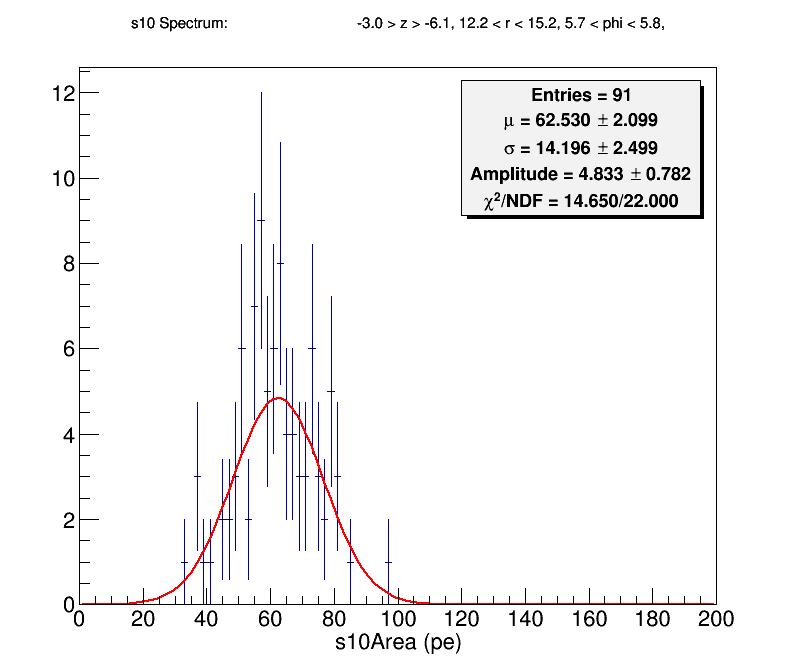 s10 Spectrum: -3.0 > z > -6.1, 12.2 < r < 15.2, 5.7 < phi < 5.8,
Entries = 91
μ = 62.530 ± 2.099
σ = 14.196 ± 2.499
Amplitude = 4.833 ± 0.782
χ²/NDF = 14.650/22.000
12
10
8
6
4
2
0
0 20 40 60 80 100 120 140 160 180 200
s10Area (pe)